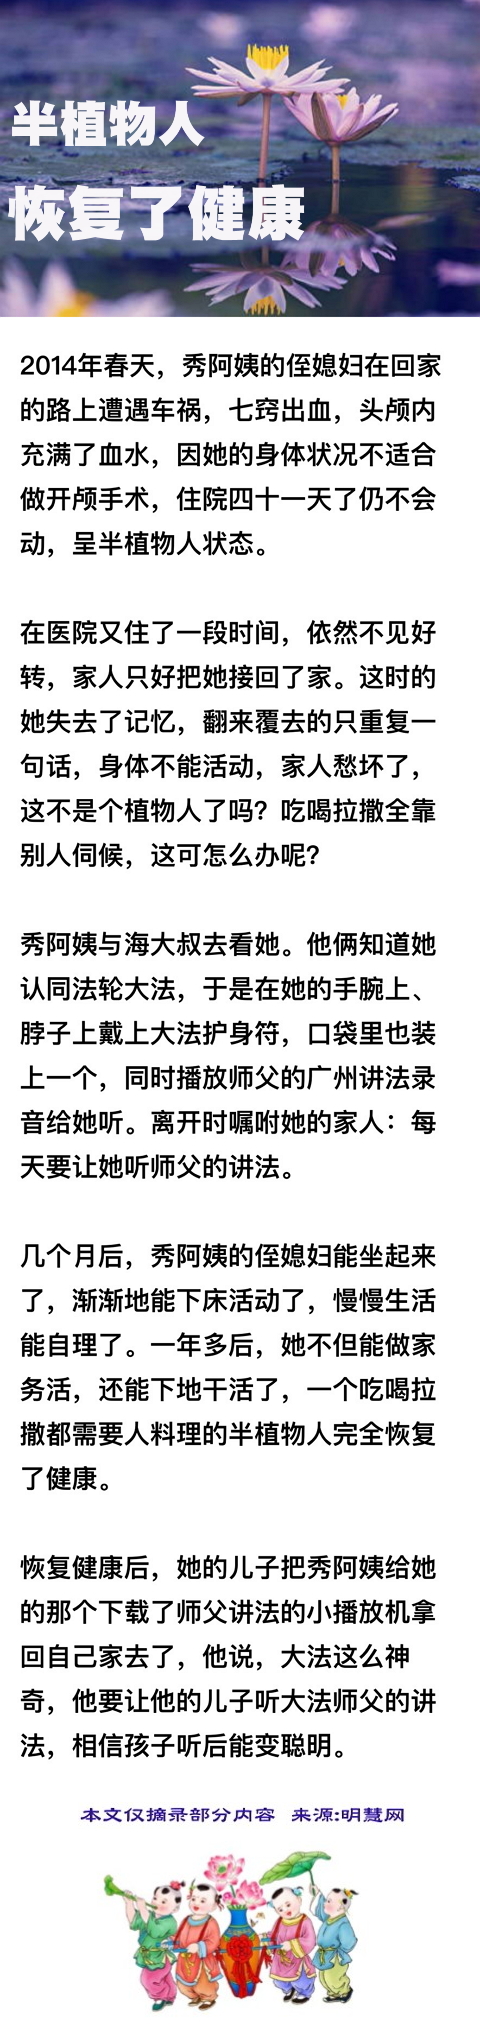 半植物人
恢复了健康
2014年春天，秀阿姨的侄媳妇在回家
的路上遭遇车祸，七窍出血，头颅内
充满了血水，因她的身体状况不适合
做开颅手术，住院四十一天了仍不会
动，呈半植物人状态。
在医院又住了一段时间，依然不见好
转，家人只好把她接回了家。这时的
她失去了记忆，翻来覆去的只重复一
句话，身体不能活动，家人愁坏了，
这不是个植物人了吗？吃喝拉撒全靠
别人伺候，这可怎么办呢？
秀阿姨与海大叔去看她。他俩知道她
认同法轮大法，于是在她的手腕上、
脖子上戴上大法护身符，口袋里也装
上一个，同时播放师父的广州讲法录
音给她听。离开时嘱咐她的家人：每
天要让她听师父的讲法。
几个月后，秀阿姨的侄媳妇能坐起来
了，渐渐地能下床活动了，慢慢生活
能自理了。一年多后，她不但能做家
务活，还能下地干活了，一个吃喝拉
撒都需要人料理的半植物人完全恢复
了健康。
恢复健康后，她的儿子把秀阿姨给她
的那个下载了师父讲法的小播放机拿
回自己家去了，他说，大法这么神
奇，他要让他的儿子听大法师父的讲
法，相信孩子听后能变聪明。
本文仅摘录部分内容 来源:明慧网